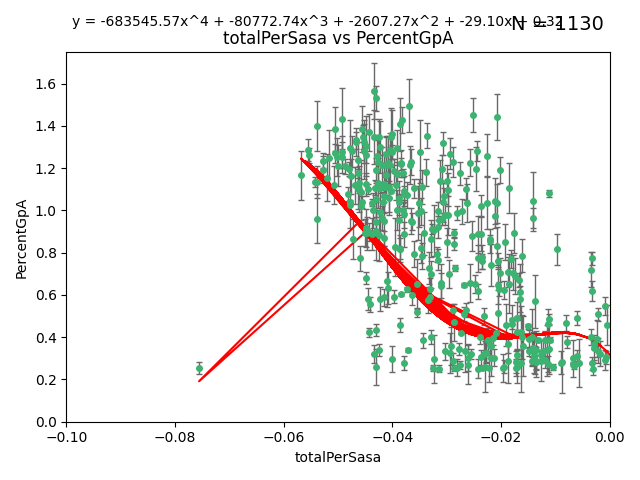 y = -683545.57x^4 + -80772.74x^3 + -2607.27x^2 + -29.10x + 0.32
N = 1130
totalPerSasa vs PercentGpA
PercentGpA
1.6
1.4
1.2
1.0
0.8
0.6
0.4
0.2
0.0
−0.10 −0.08 −0.06 −0.04 −0.02 0.00
totalPerSasa